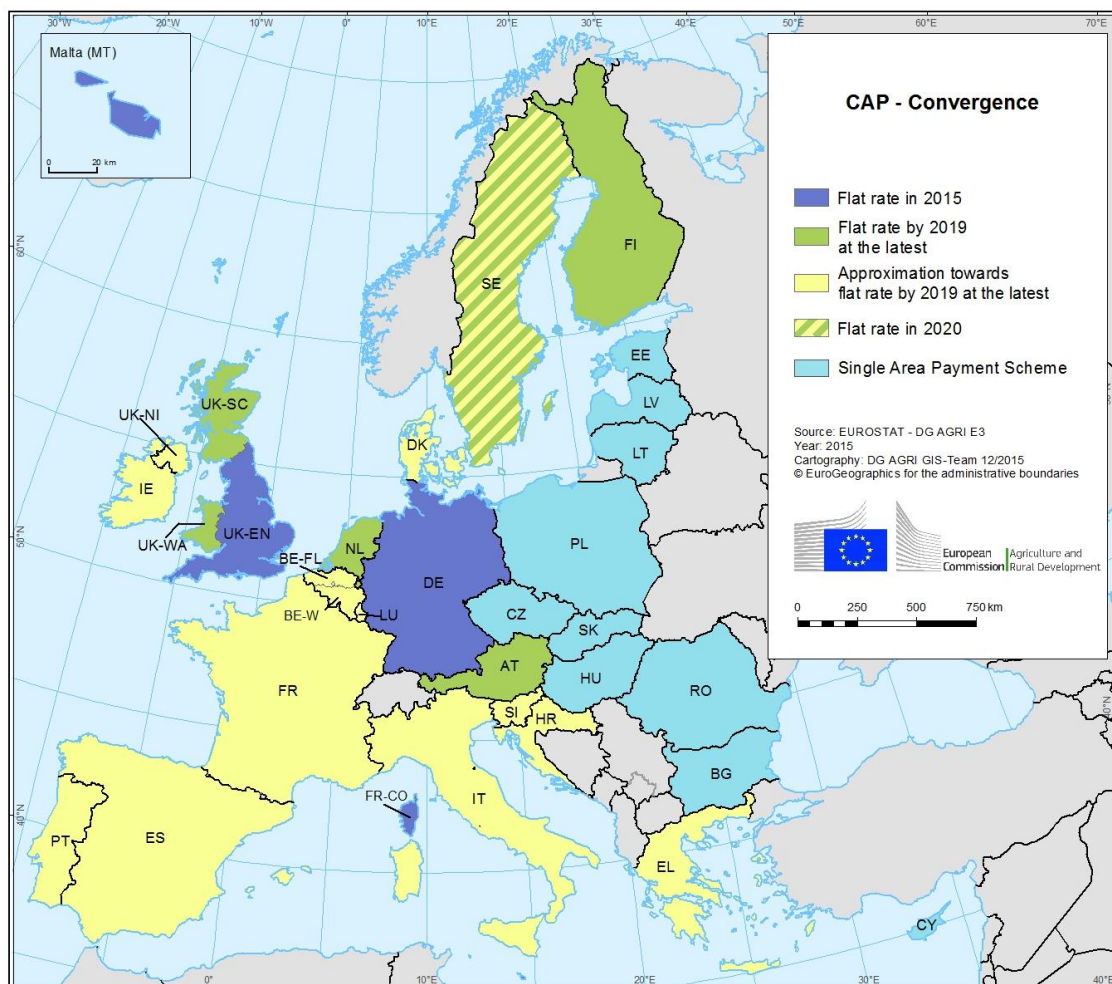 30°W 20°W 10°W 0° 10°E 20°E 30°E 40°E 50°E 60°E 70°E
Malta (MT)
0 20 km
CAP - Convergence
Flat rate in 2015
Flat rate by 2019
at the latest
Approximation towards
flat rate by 2019 at the latest
Flat rate in 2020
Single Area Payment Scheme
Source: EUROSTAT - DG AGRI E3
Year: 2015
Cartography: DG AGRI GIS-Team 12/2015
© EuroGeographics for the administrative boundaries
European
Commission
Agriculture and
Rural Development
0 250 500 750 km
60°N
50°N
40°N
40°N
FI
SE
EE
LV
LT
UK-SC
UK-NI
DK
IE
UK-WA
UK-EN
NL
BE-FL
DE
PL
BE-W
LU
CZ
SK
AT
HU
FR
RO
SI
HR
BG
FR-CO
IT
PT
ES
EL
CY
0° 10°E 20°E 30°E 40°E